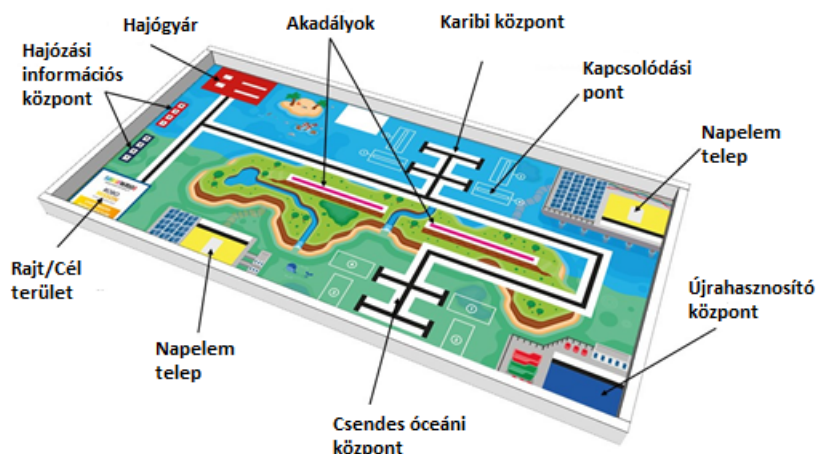 Hajógyár
Akadályok
Karibi központ
Hajózási
információs
központ
Kapcsolódási
pont
Napelem
telep
Rajt/Cél
terület
Napelem
telep
Újrahasznosító
központ
Csendes óceáni
központ